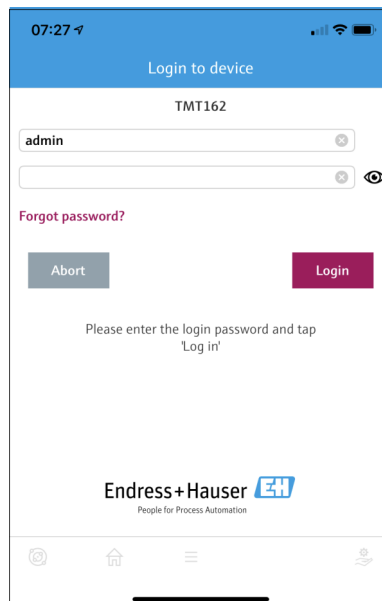 07:27
Login to device
TMT162
admin
Forgot password?
Abort
Login
Please enter the login password and tap
'Log in'
Endress+Hauser EH
People for Process Automation